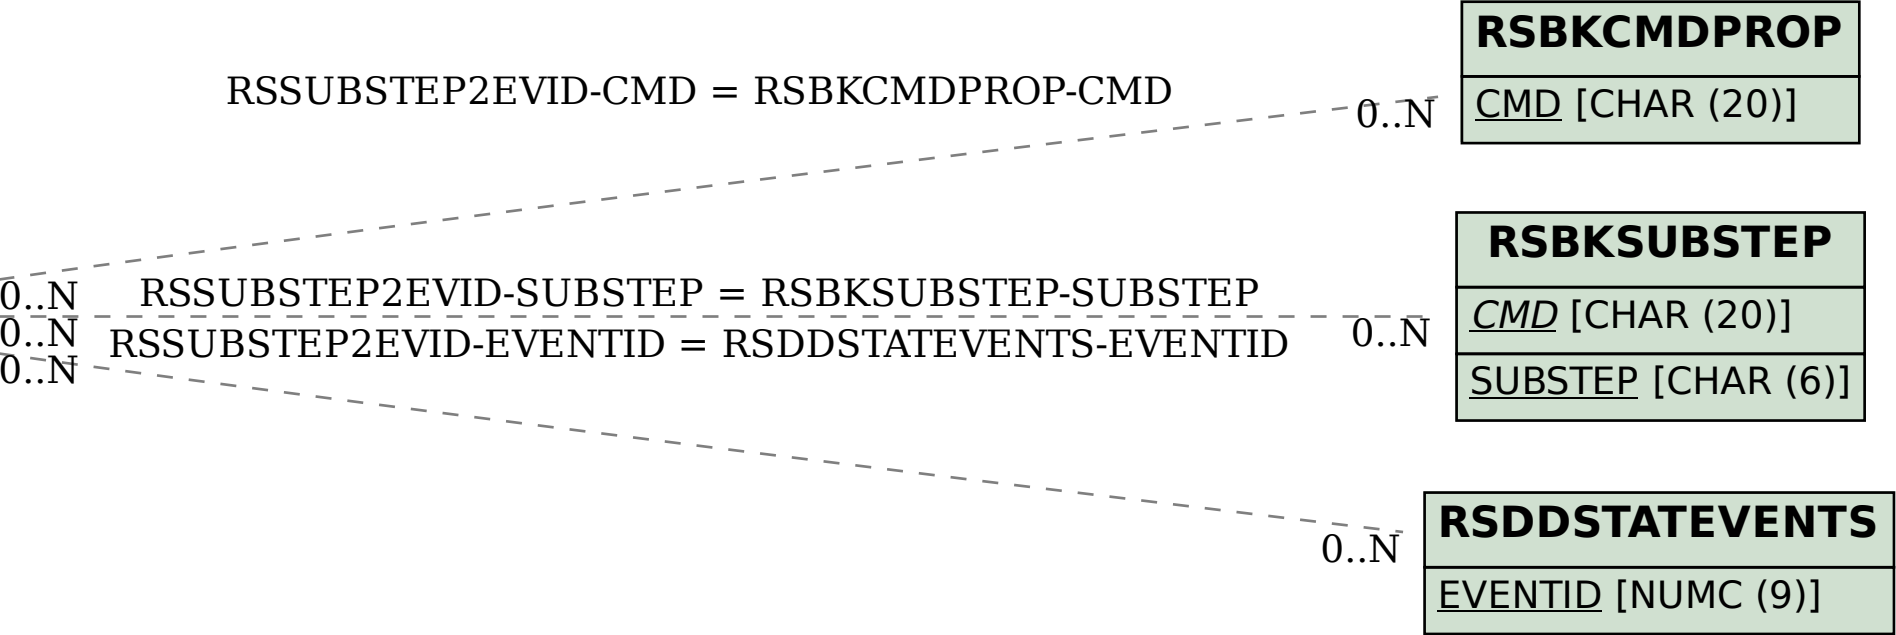 RSBKCMDPROP
RSSUBSTEP2EVID-CMD = RSBKCMDPROP-CMD
0..N
CMD [CHAR (20)]
RSBKSUBSTEP
0..N
RSSUBSTEP2EVID-SUBSTEP = RSBKSUBSTEP-SUBSTEP
CMD [CHAR (20)]
0..N
RSSUBSTEP2EVID-EVENTID = RSDDSTATEVENTS-EVENTID
0..N
0..N
SUBSTEP [CHAR (6)]
RSDDSTATEVENTS
0..N
EVENTID [NUMC (9)]